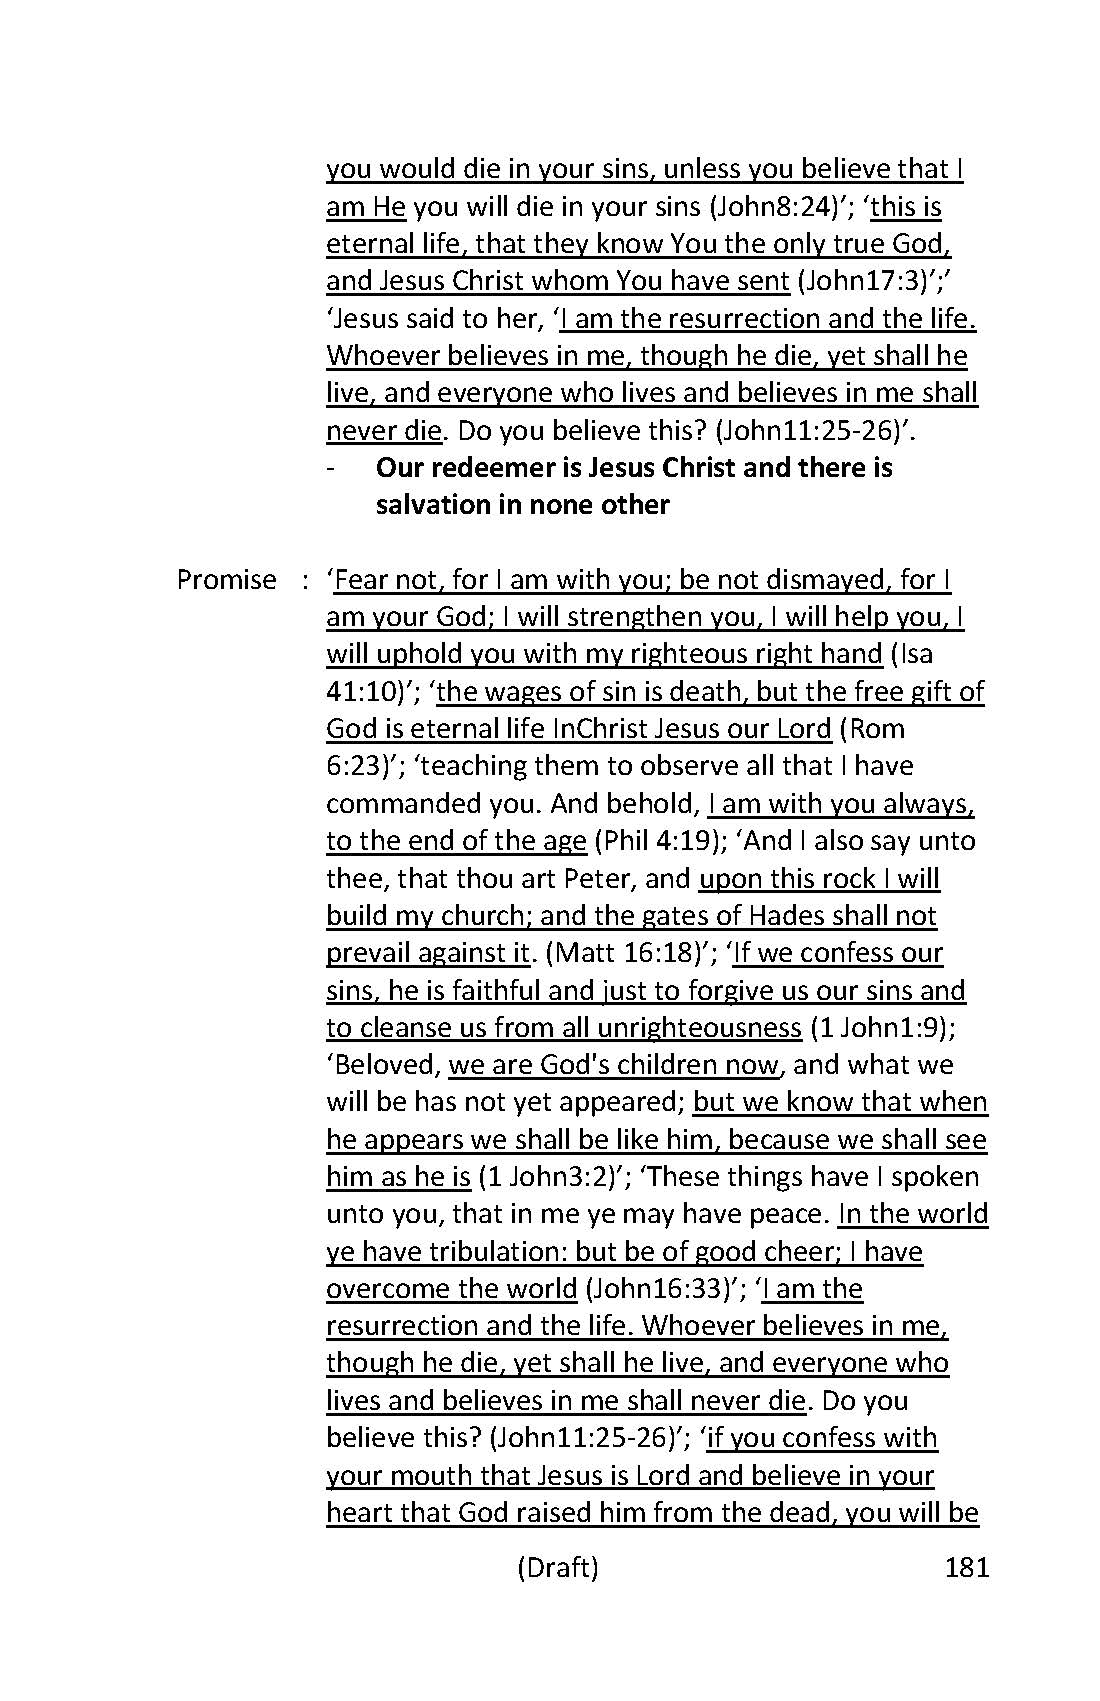 you would die in your sins, unless you believe that I
am He you will die in your sins (John8:24)’; ‘this is
eternal life, that they know You the only true God,
and Jesus Christ whom You have sent (John17:3)’;’
‘Jesus said to her, ‘I am the resurrection and the life.
Whoever believes in me, though he die, yet shall he
live, and everyone who lives and believes in me shall
never die. Do you believe this? (John11:25-26)’.
- Our redeemer is Jesus Christ and there is
salvation in none other
Promise : ‘Fear not, for I am with you; be not dismayed, for I
am your God; I will strengthen you, I will help you, I
will uphold you with my righteous right hand (Isa
41:10)’; ‘the wages of sin is death, but the free gift of
God is eternal life InChrist Jesus our Lord (Rom
6:23)’; ‘teaching them to observe all that I have
commanded you. And behold, I am with you always,
to the end of the age (Phil 4:19); ‘And I also say unto
thee, that thou art Peter, and upon this rock I will
build my church; and the gates of Hades shall not
prevail against it. (Matt 16:18)’; ‘If we confess our
sins, he is faithful and just to forgive us our sins and
to cleanse us from all unrighteousness (1 John1:9);
‘Beloved, we are God's children now, and what we
will be has not yet appeared; but we know that when
he appears we shall be like him, because we shall see
him as he is (1 John3:2)’; ‘These things have I spoken
unto you, that in me ye may have peace. In the world
ye have tribulation: but be of good cheer; I have
overcome the world (John16:33)’; ‘I am the
resurrection and the life. Whoever believes in me,
though he die, yet shall he live, and everyone who
lives and believes in me shall never die. Do you
believe this? (John11:25-26)’; ‘if you confess with
your mouth that Jesus is Lord and believe in your
heart that God raised him from the dead, you will be
(Draft) 181